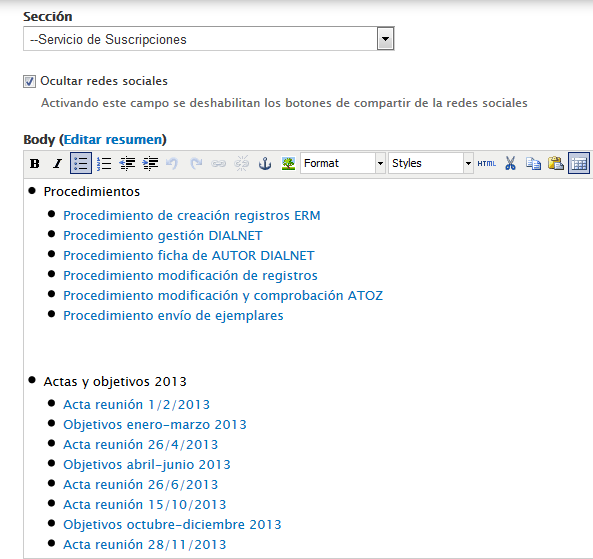 Sección
--Servicio de Suscripciones
Ocultar redes sociales
Activando este campo se deshabilitan los botones de compartir de la redes sociales
Body (Editar resumen)
B I Format Styles HTML
Procedimientos
Procedimiento de creación registros ERM
Procedimiento gestión DIALNET
Procedimiento ficha de AUTOR DIALNET
Procedimiento modificación de registros
Procedimiento modificación y comprobación ATOZ
Procedimiento envío de ejemplares
Actas y objetivos 2013
Acta reunión 1/2/2013
Objetivos enero-marzo 2013
Acta reunión 26/4/2013
Objetivos abril-junio 2013
Acta reunión 26/6/2013
Acta reunión 15/10/2013
Objetivos octubre-diciembre 2013
Acta reunión 28/11/2013